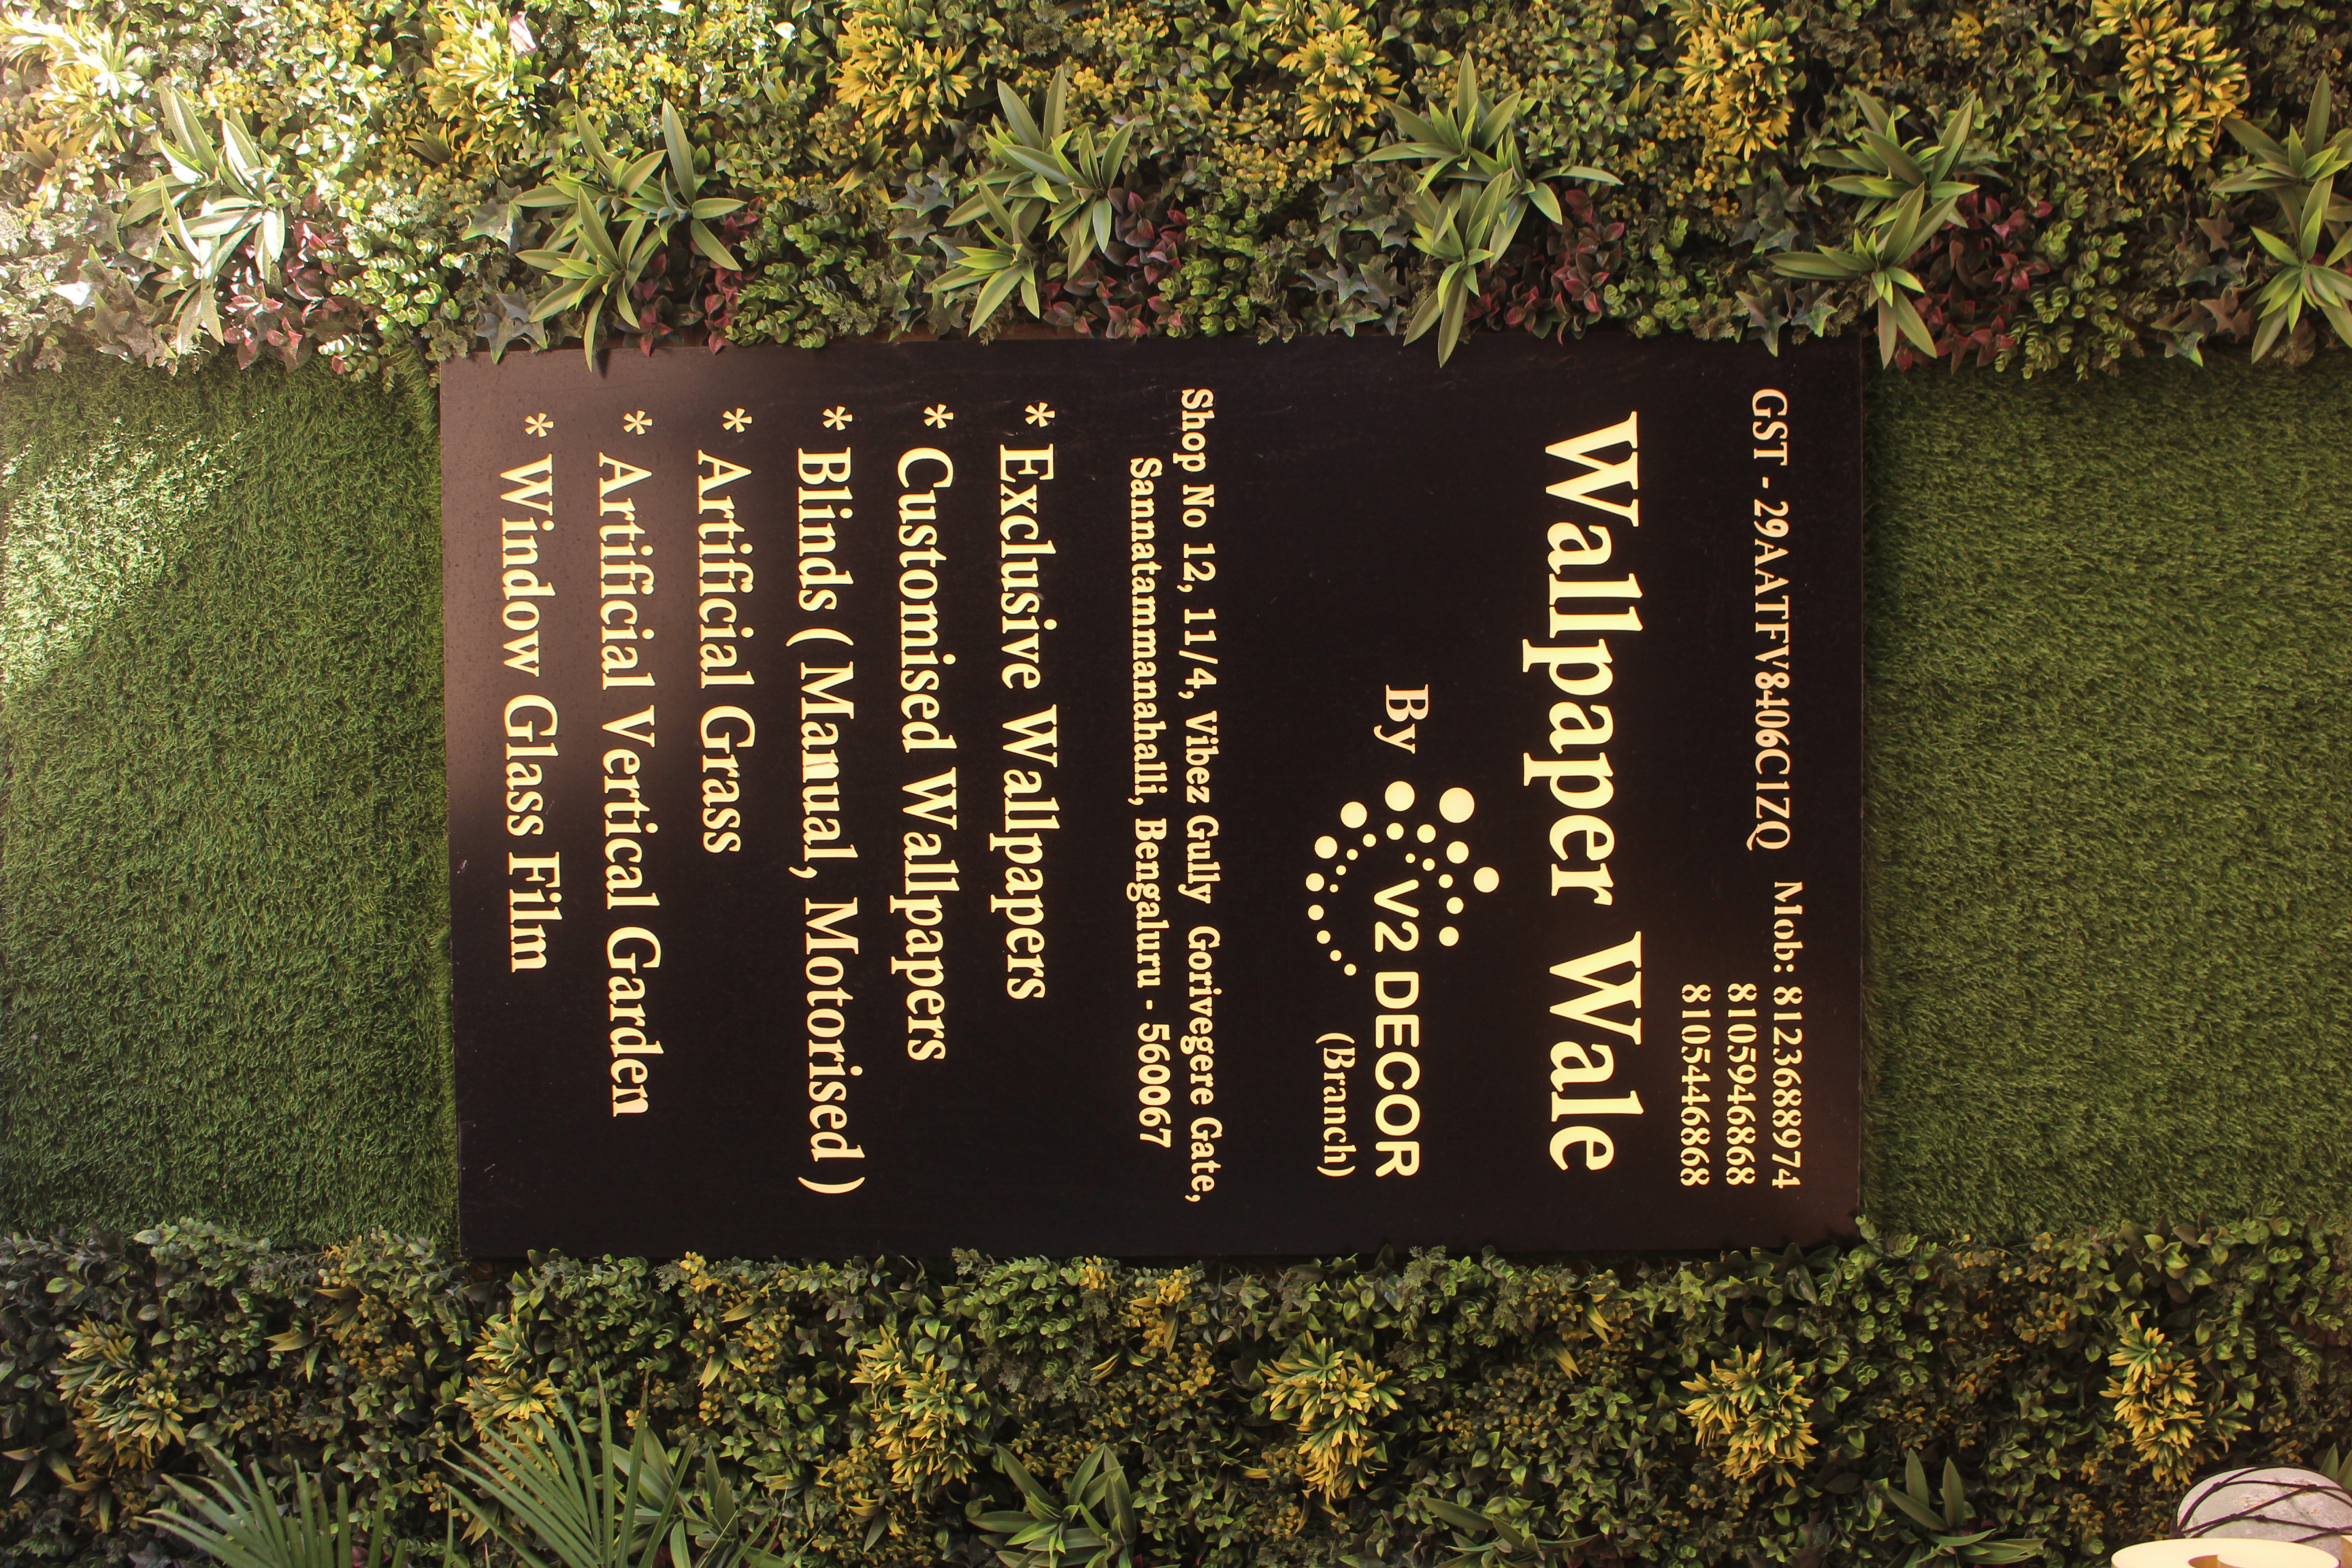 GST - 29AATFV8406C1ZQ
Mob: 8123688974
8105946868
8105446868
Wallpaper Wale
By V2 DECOR
(Branch)
Shop No 12, 11/4, Vibez Gully Gorivegere Gate,
Sannatammanahalli, Bengaluru - 560067
* Exclusive Wallpapers
* Customised Wallpapers
* Blinds ( Manual, Motorised )
* Artificial Grass
* Artificial Vertical Garden
* Window Glass Film